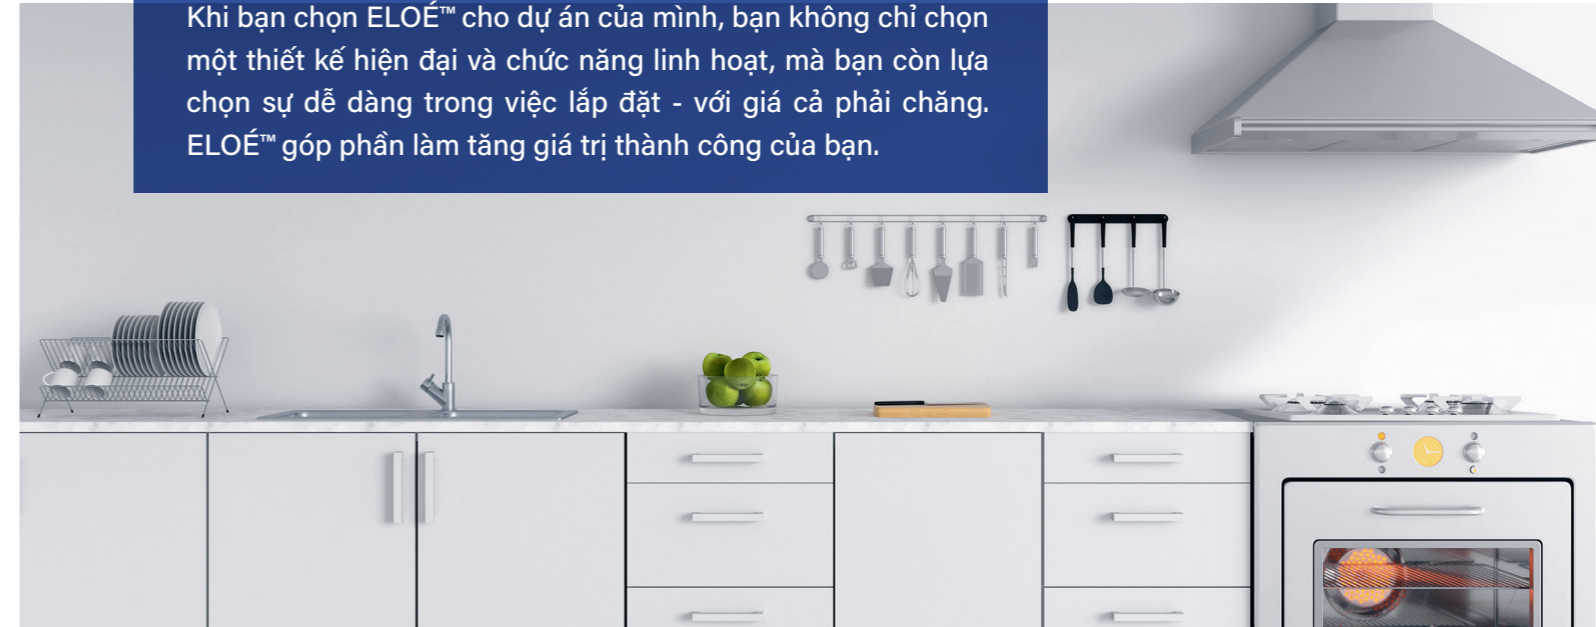 Khi bạn chọn ELOÉ™ cho dự án của mình, bạn không chỉ chọn
một thiết kế hiện đại và chức năng linh hoạt, mà bạn còn lựa
chọn sự dễ dàng trong việc lắp đặt - với giá cả phải chăng.
ELOÉ™ góp phần làm tăng giá trị thành công của bạn.